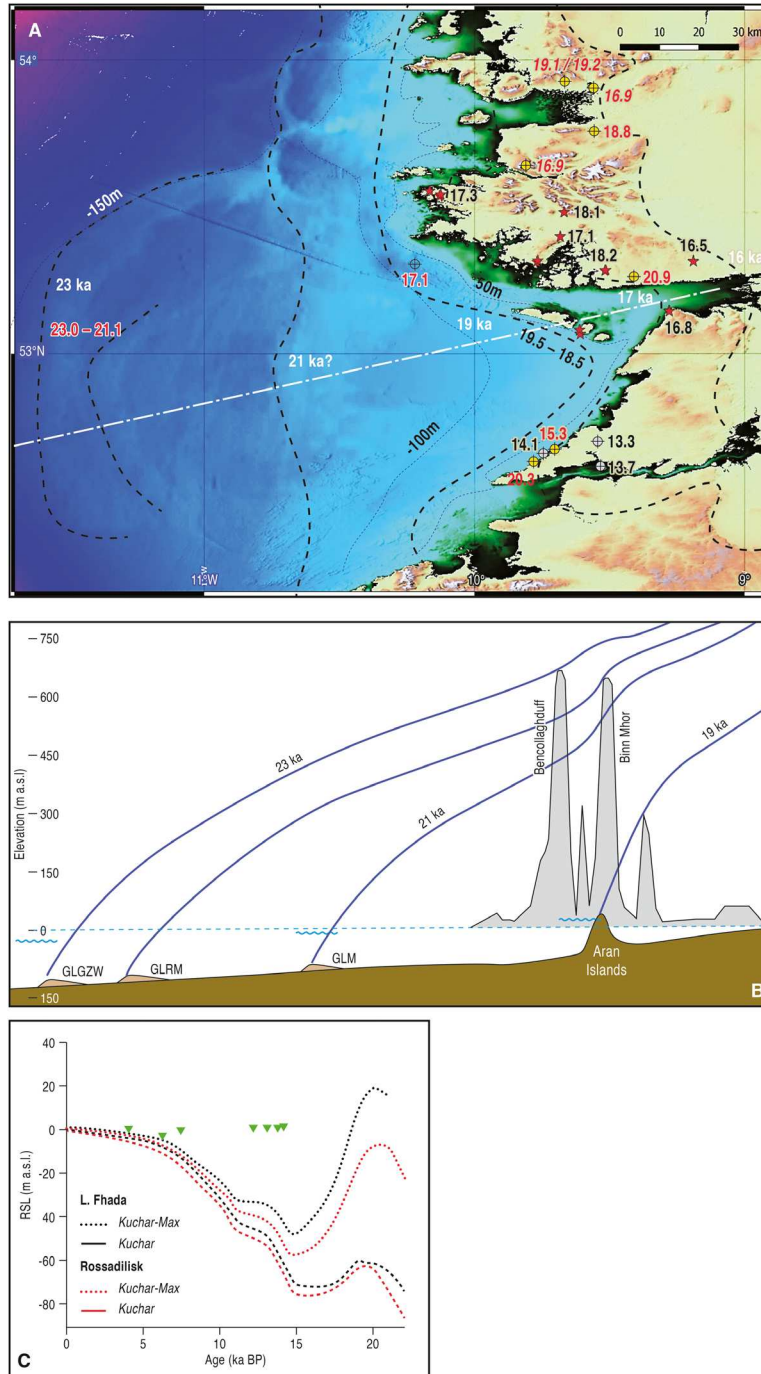 A
54°
0 10 20 30 km
19.1 / 19.2
16.9
18.8
16.9
-150m
17.3
18.1
17.1
18.2
16.5
16 ka
23 ka
17.1
20.9
50m
17 ka
23.0 – 21.1
19 ka
16.8
53°N
21 ka?
19.5 – 18.5
-100m
14.1
15.3
13.3
20.3
13.7
11°W
10°
9°
750
600
450
300
150
0
150
Elevation (m a.s.l)
23 ka
21 ka
19 ka
Bencollaghduff
Binn Mhor
GLGZW
GLRM
GLM
Aran
Islands
B
40
20
0
-20
-40
-60
-80
RSL (m a.s.l.)
L. Fhada
Kuchar-Max
Kuchar
Rossadilisk
Kuchar-Max
Kuchar
0 5 10 15 20
Age (ka BP)
C